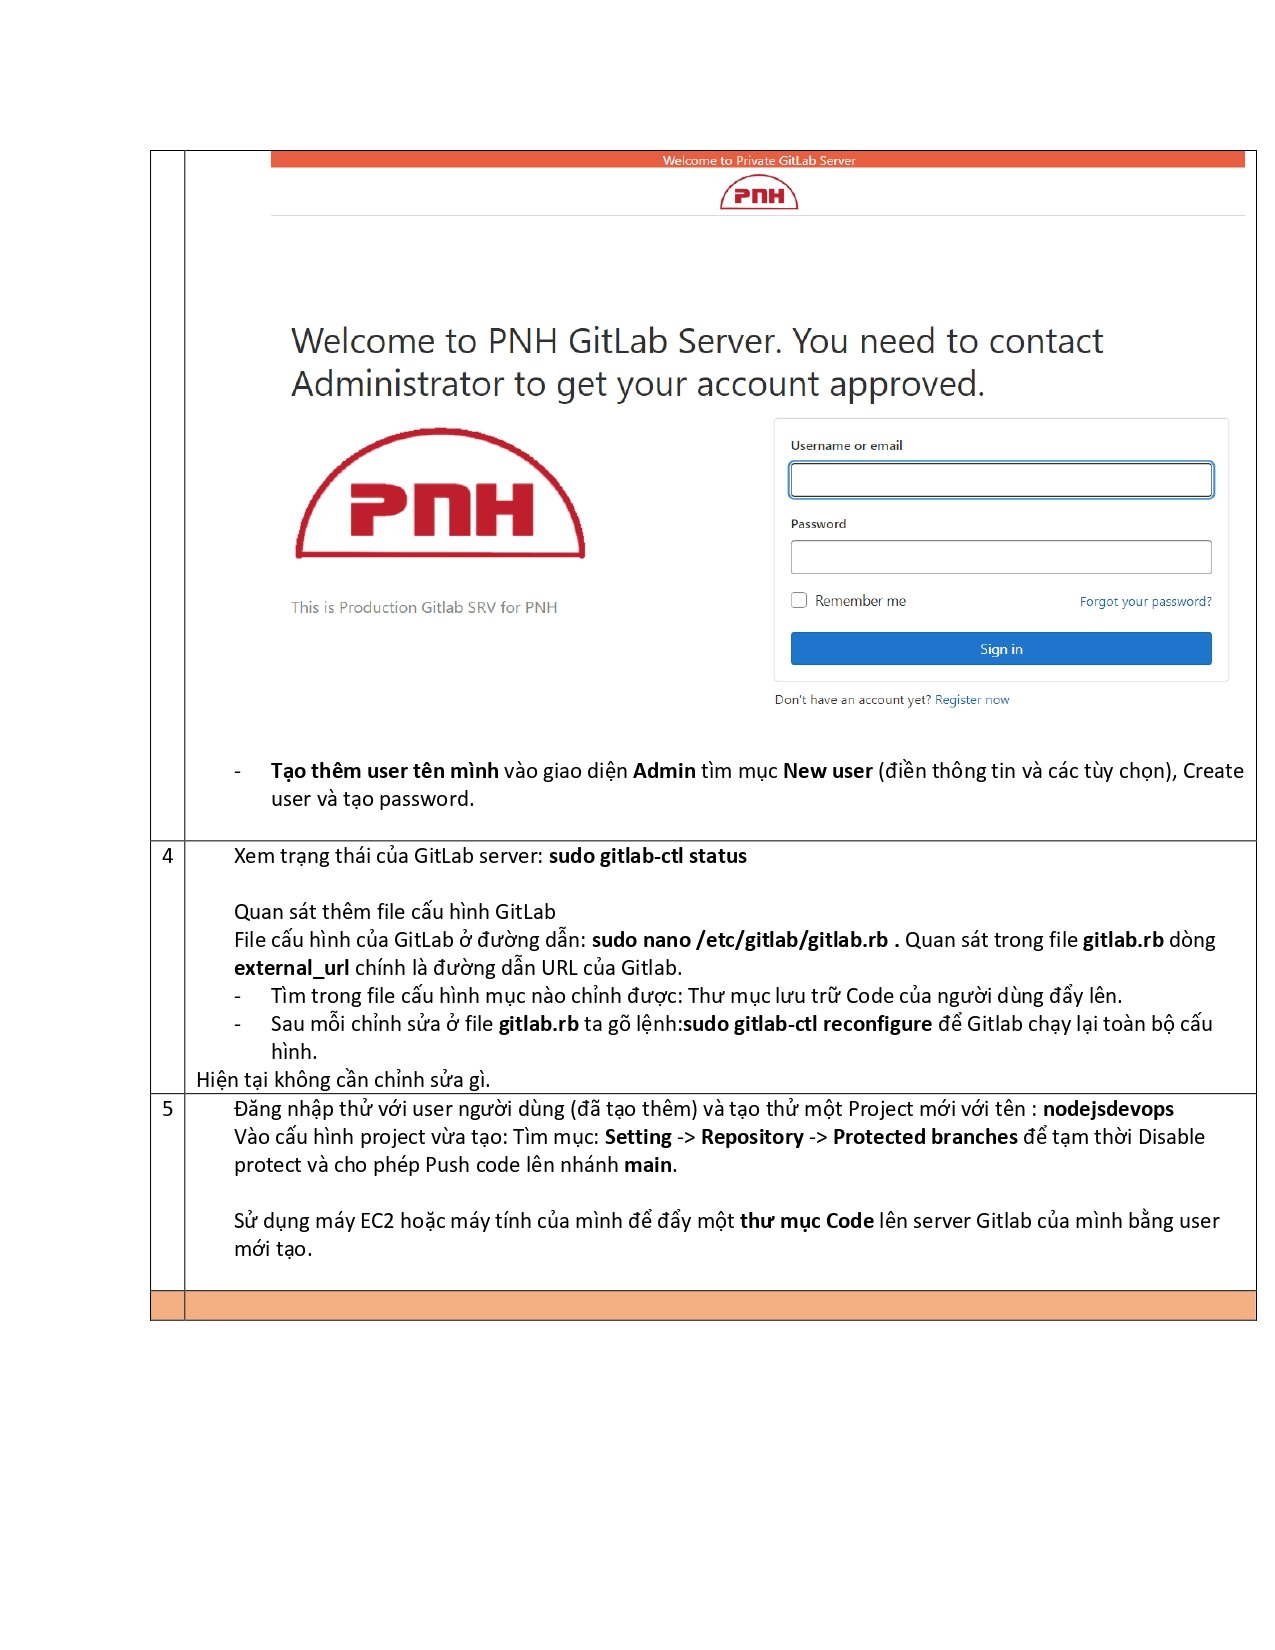 Welcome to Private GitLab Server
PNH
Welcome to PNH GitLab Server. You need to contact
Administrator to get your account approved.
PNH
Username or email
Password
This is Production Gitlab SRV for PNH
Remember me
Forgot your password?
Sign in
Don't have an account yet? Register now
- Tạo thêm user tên mình vào giao diện Admin tìm mục New user (điền thông tin và các tùy chọn), Create
user và tạo password.
4
Xem trạng thái của GitLab server: sudo gitlab-ctl status
Quan sát thêm file cấu hình GitLab
File cấu hình của GitLab ở đường dẫn: sudo nano /etc/gitlab/gitlab.rb . Quan sát trong file gitlab.rb dòng
external_url chính là đường dẫn URL của Gitlab.
- Tìm trong file cấu hình mục nào chỉnh được: Thư mục lưu trữ Code của người dùng đẩy lên.
- Sau mỗi chỉnh sửa ở file gitlab.rb ta gõ lệnh:sudo gitlab-ctl reconfigure để Gitlab chạy lại toàn bộ cấu
hình.
Hiện tại không cần chỉnh sửa gì.
5
Đăng nhập thử với user người dùng (đã tạo thêm) và tạo thử một Project mới với tên : nodejsdevops
Vào cấu hình project vừa tạo: Tìm mục: Setting -> Repository -> Protected branches để tạm thời Disable
protect và cho phép Push code lên nhánh main.
Sử dụng máy EC2 hoặc máy tính của mình để đẩy một thư mục Code lên server Gitlab của mình bằng user
mới tạo.